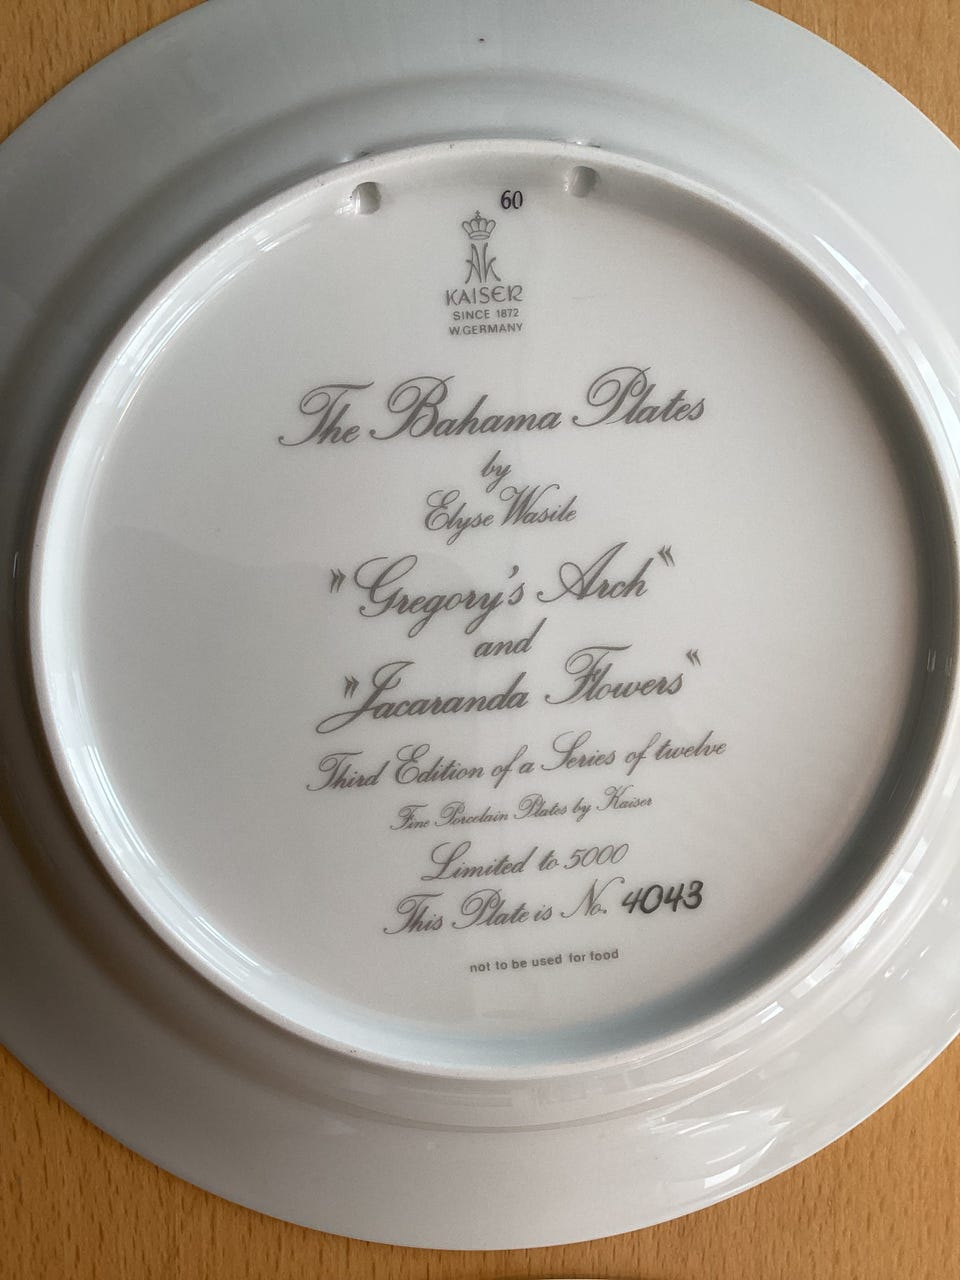 60
AK
KAISER
SINCE 1872
W.GERMANY
The Bahama Plates
by
Elyse Wasile
"Gregory's Arch"
and
"Jacaranda Flowers"
Third Edition of a Series of twelve
Fine Porcelain Plates by Kaiser
Limited to 5000
This Plate is No. 4043
not to be used for food